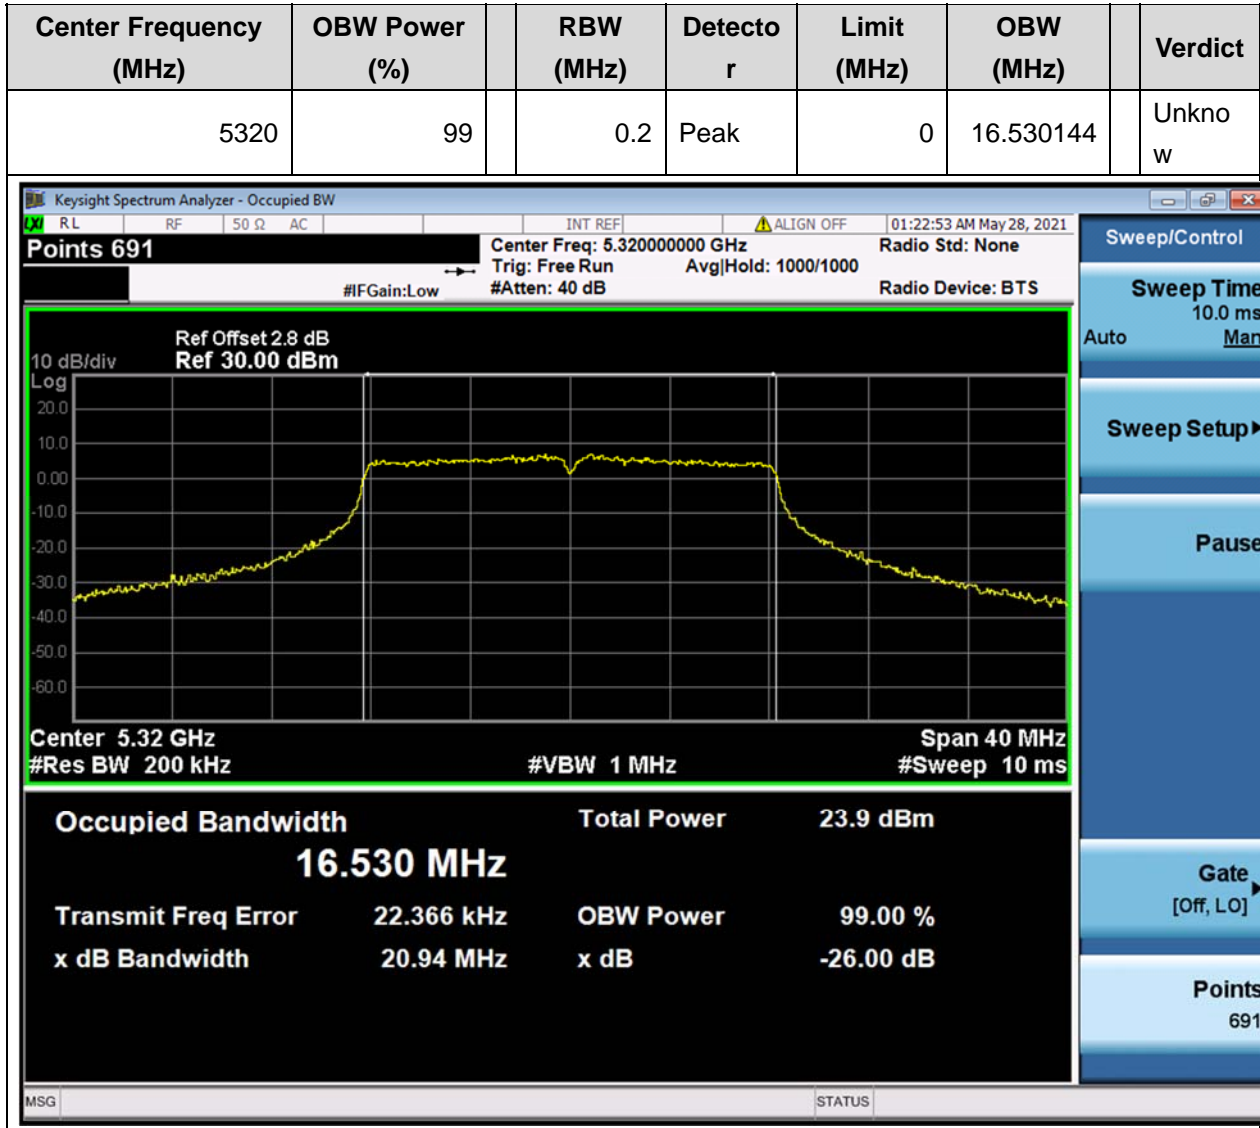 Center Frequency (MHz) OBW Power (%) RBW (MHz) Detecto r Limit (MHz) OBW (MHz) Verdict
5320 99 0.2 Peak 0 16.530144 Unkno w
Keysight Spectrum Analyzer - Occupied BW
LXI RL RF 50 Ω AC INT REF ALIGN OFF 01:22:53 AM May 28, 2021
Points 691
Center Freq: 5.320000000 GHz Radio Std: None
Trig: Free Run Avg|Hold: 1000/1000
#IFGain:Low #Atten: 40 dB Radio Device: BTS
Ref Offset 2.8 dB
10 dB/div Ref 30.00 dBm
Log
20.0
10.0
0.00
-10.0
-20.0
-30.0
-40.0
-50.0
-60.0
Center 5.32 GHz Span 40 MHz
#Res BW 200 kHz #VBW 1 MHz #Sweep 10 ms
Occupied Bandwidth Total Power 23.9 dBm
16.530 MHz
Transmit Freq Error 22.366 kHz OBW Power 99.00 %
x dB Bandwidth 20.94 MHz x dB -26.00 dB
MSG STATUS
Sweep/Control
Sweep Time
10.0 ms
Auto Man
Sweep Setup
Pause
Gate
[Off, LO]
Points
691